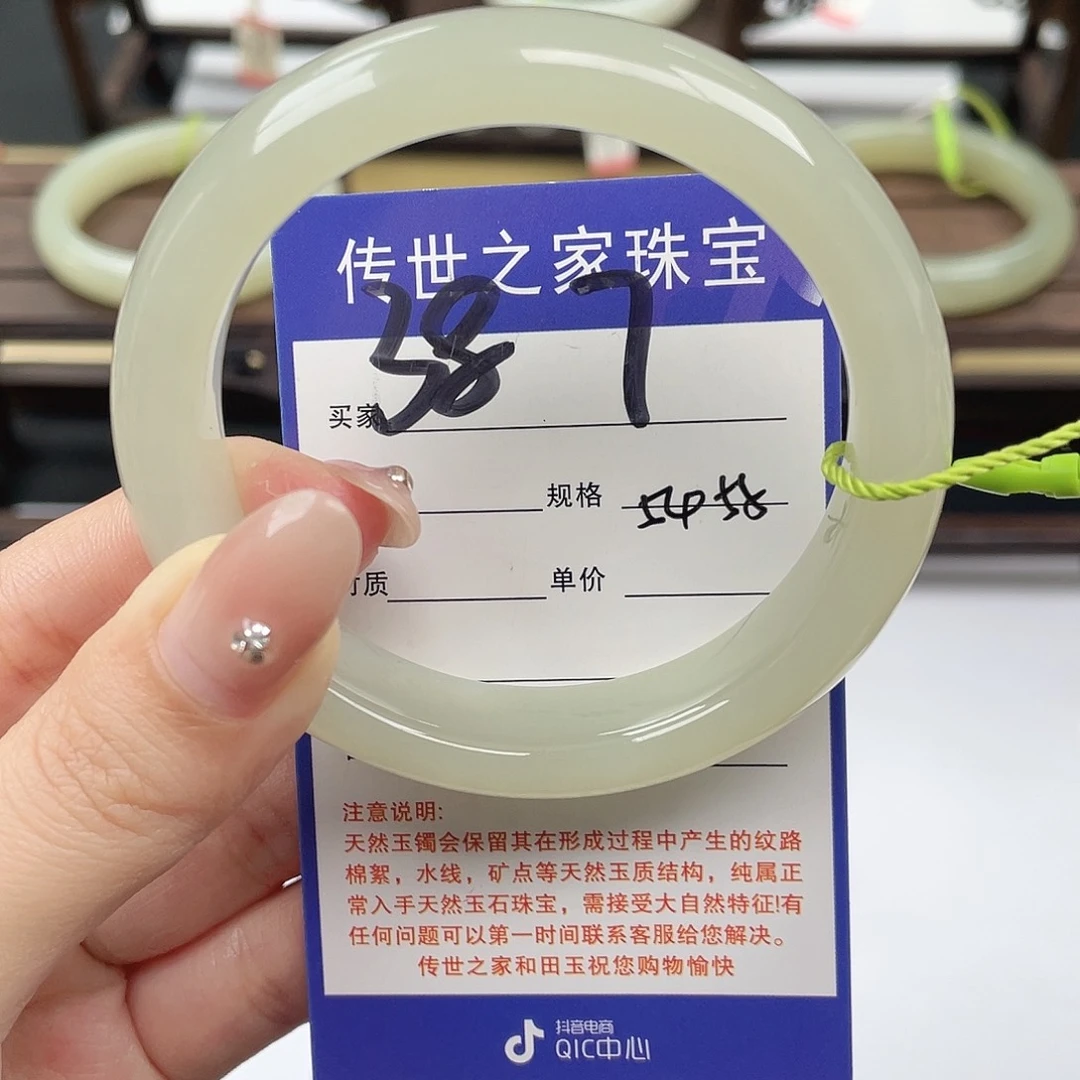 传世之家珠宝
38 7
买家
规格 5458
质 单价
注意说明:
天然玉镯会保留其在形成过程中产生的纹路
棉絮，水线，矿点等天然玉质结构，纯属正
常入手天然玉石珠宝，需接受大自然特征!有
任何问题可以第一时间联系客服给您解决。
传世之家和田玉祝您购物愉快
抖音电商
QIC中心